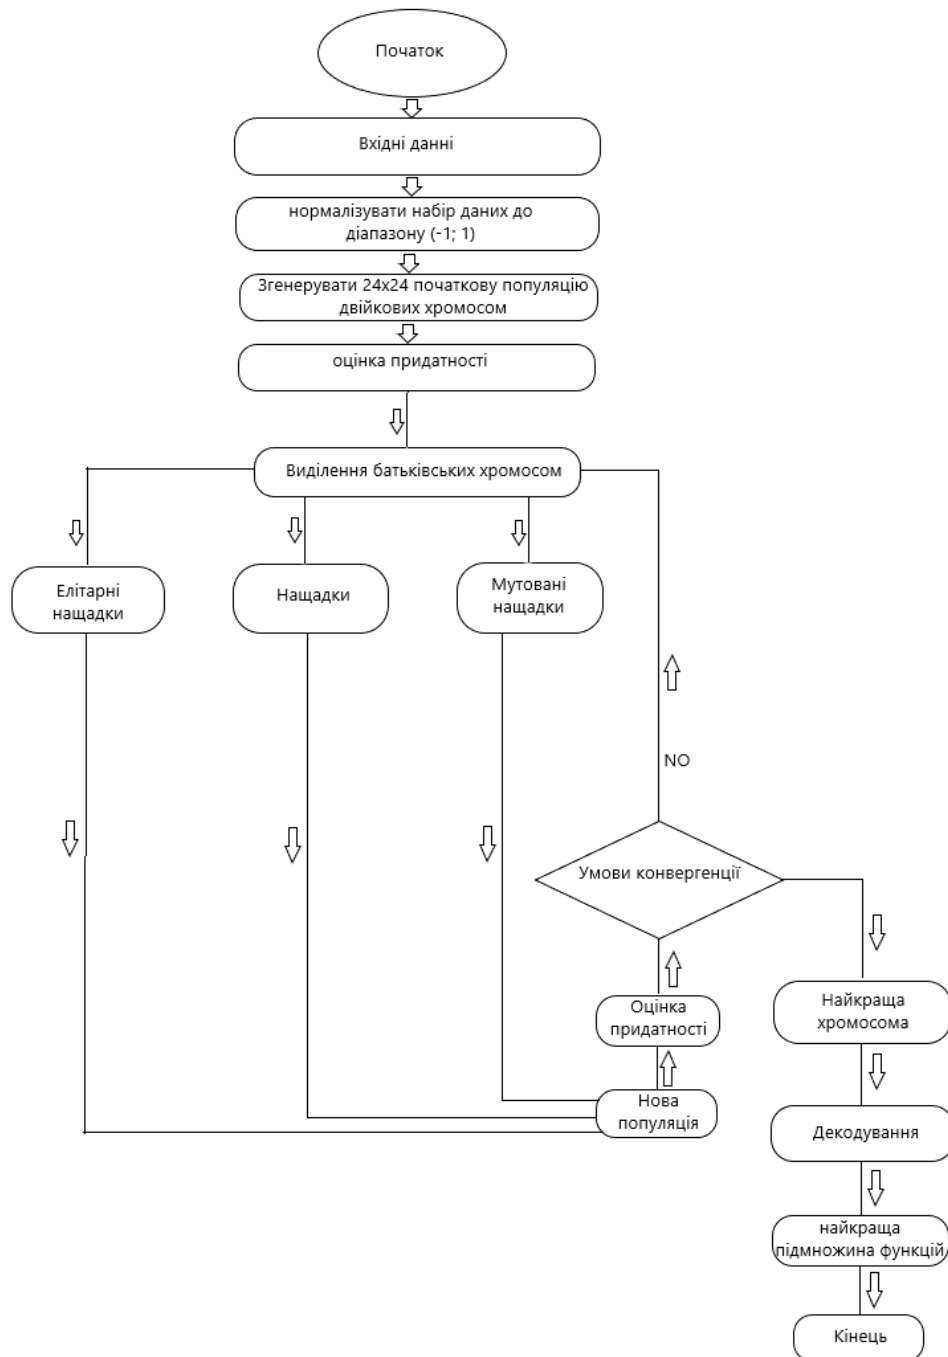 Початок
Вхідні данні
нормалізувати набір даних до
діапазону (-1; 1)
Згенерувати 24x24 початкову популяцію
двійкових хромосом
оцінка придатності
Виділення батьківських хромосом
Елітарні
нащадки
Нащадки
Мутовані
нащадки
NO
Умови конвергенції
Оцінка
придатності
Нова
популяція
Найкраща
хромосома
Декодування
найкраща
підмножина функцій
Кінець